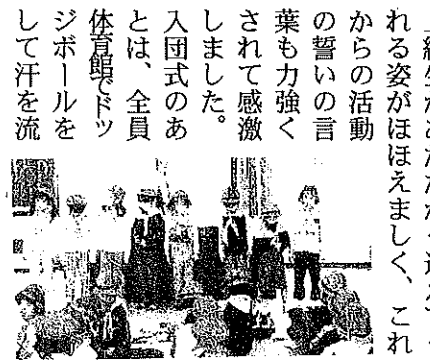 れる姿がほほえましく、これ
からの活動
の誓いの言
葉も力強く
されて感激
しました。
入団式のあ
とは、全員
体育館でドッ
ジボールを
して汗を流